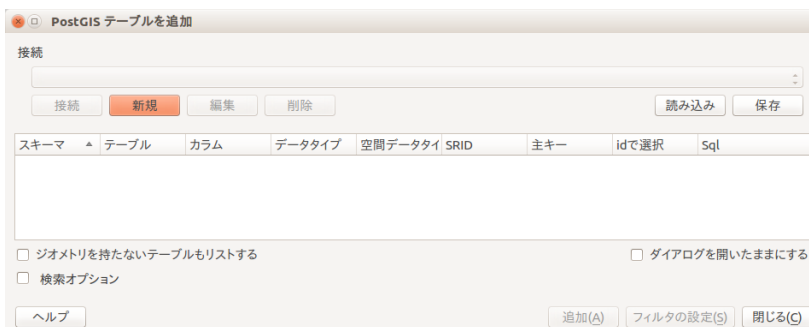 PostGIS テーブルを追加
接続
接続 新規 編集 削除 読み込み 保存
スキーマ テーブル カラム データタイプ 空間データタイ SRID 主キー idで選択 Sql
ジオメトリを持たないテーブルもリストする ダイアログを開いたままにする
検索オプション
ヘルプ 追加(A) フィルタの設定(S) 閉じる(C)